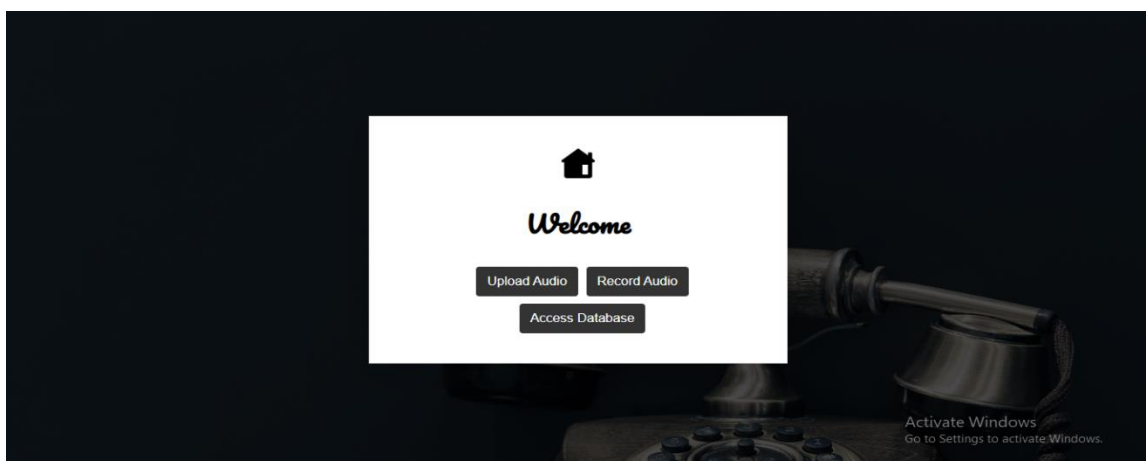 Welcome
Upload Audio Record Audio
Access Database
Activate Windows
Go to Settings to activate Windows.